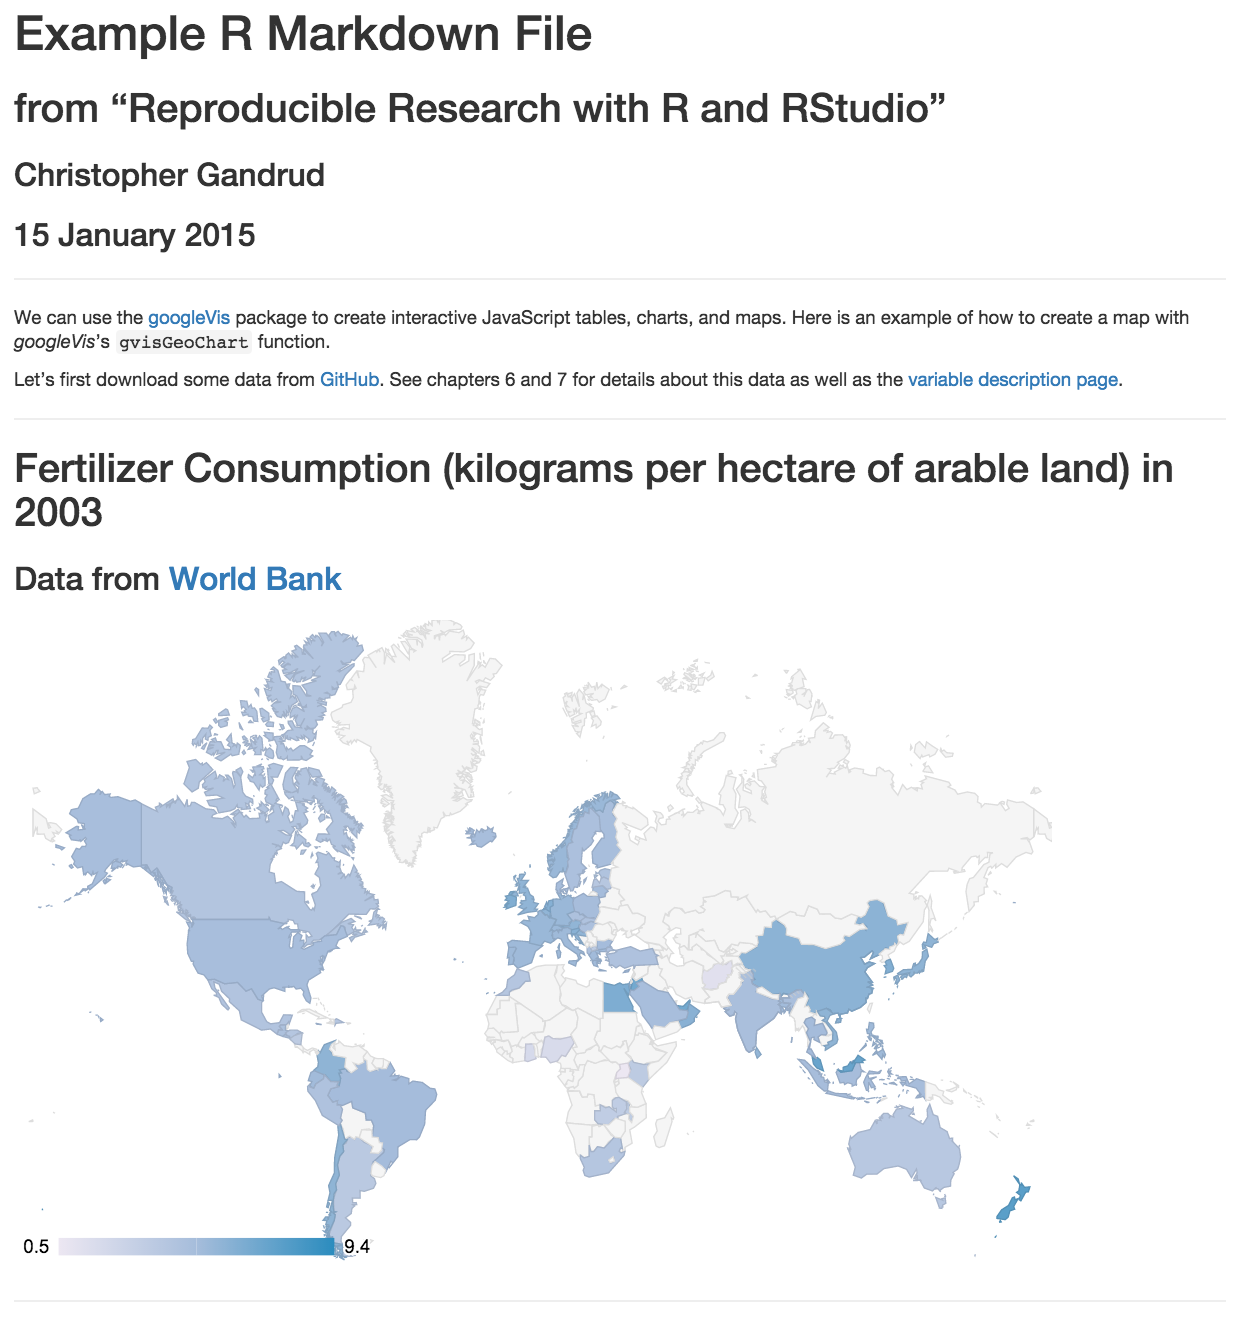 Example R Markdown File
from “Reproducible Research with R and RStudio”
Christopher Gandrud
15 January 2015
We can use the googleVis package to create interactive JavaScript tables, charts, and maps. Here is an example of how to create a map with
googleVis’s gvisGeoChart function.
Let’s first download some data from GitHub. See chapters 6 and 7 for details about this data as well as the variable description page.
Fertilizer Consumption (kilograms per hectare of arable land) in
2003
Data from World Bank
0.5 9.4